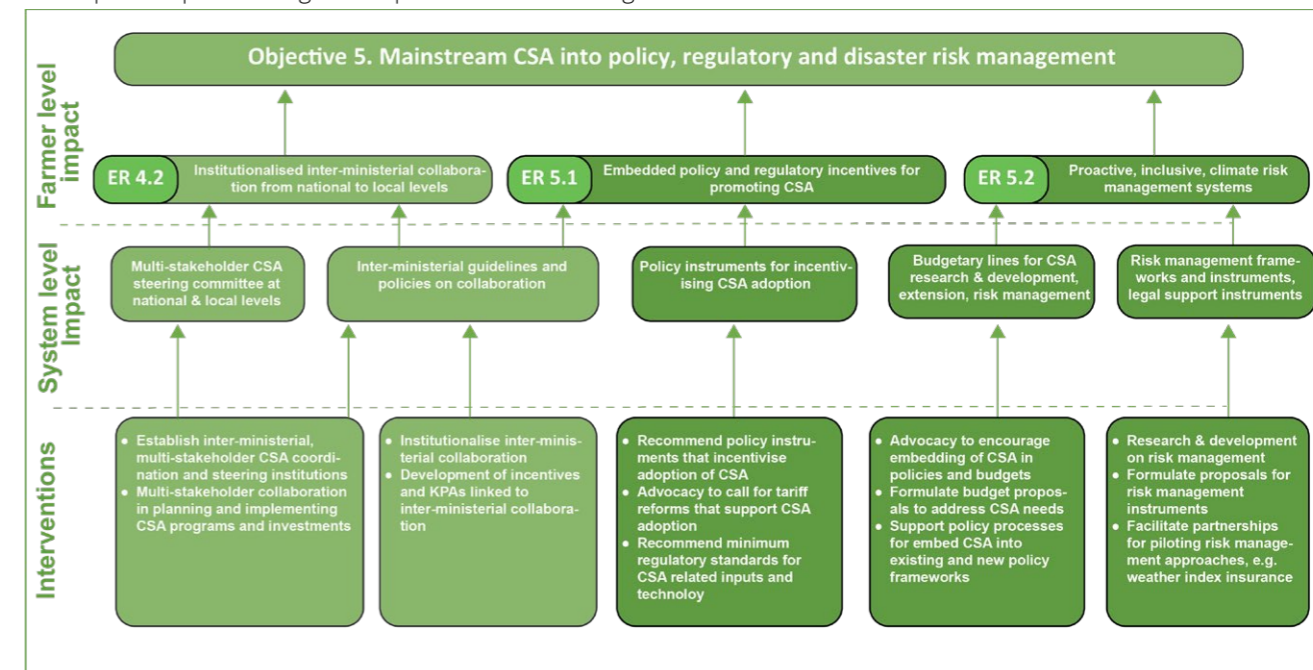 Objective 5. Mainstream CSA into policy, regulatory and disaster risk management
Farmer level
impact
ER 4.2
Institutionalised inter-ministerial collabora-
tion from national to local levels
ER 5.1
Embedded policy and regulatory incentives for
promoting CSA
ER 5.2
Proactive, inclusive, climate risk
management systems
System level
Impact
Multi-stakeholder CSA
steering committee at
national & local levels
Inter-ministerial guidelines and
policies on collaboration
Policy instruments for incentiv-
ising CSA adoption
Budgetary lines for CSA
research & development,
extension, risk management
Risk management frame-
works and instruments,
legal support instruments
Interventions
• Establish inter-ministerial,
multi-stakeholder CSA coordi-
nation and steering institutions
• Multi-stakeholder collaboration
in planning and implementing
CSA programs and investments
• Institutionalise inter-minis-
terial collaboration
• Development of incentives
and KPAs linked to
inter-ministerial collabora-
tion
• Recommend policy instru-
ments that incentivise
adoption of CSA
• Advocacy to call for tariff
reforms that support CSA
adoption
• Recommend minimum
regulatory standards for
CSA related inputs and
technoloy
• Advocacy to encourage
embedding of CSA in
policies and budgets
• Formulate budget propos-
als to address CSA needs
• Support policy processes
for embed CSA into
existing and new policy
frameworks
• Research & development
on risk management
• Formulate proposals for
risk management
instruments
• Facilitate partnerships
for piloting risk manage-
ment approaches, e.g.
weather index insurance